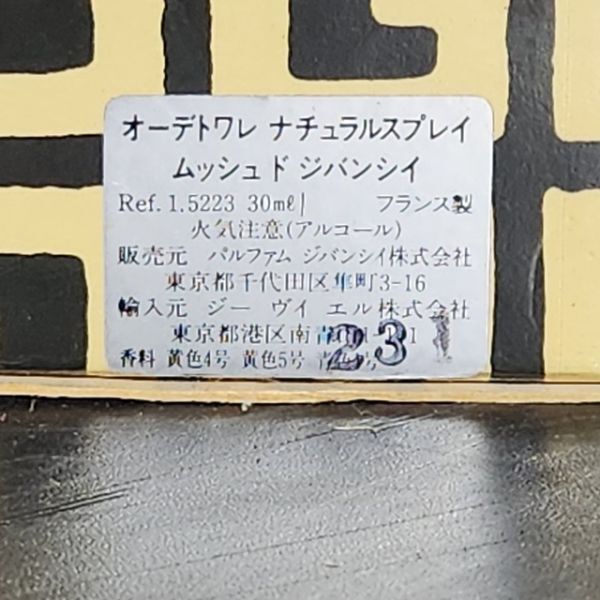 オーデトワレ ナチュラルスプレイ
ムッシュド ジバンシイ
Ref. 1.5223 30mℓ フランス製
火気注意(アルコール)
販売元 パルファム ジバンシイ株式会社
東京都千代田区隼町3-16
輸入元 ジー ヴィ エル株式会社
東京都港区南青
231
香料 黄色4号 黄色5号